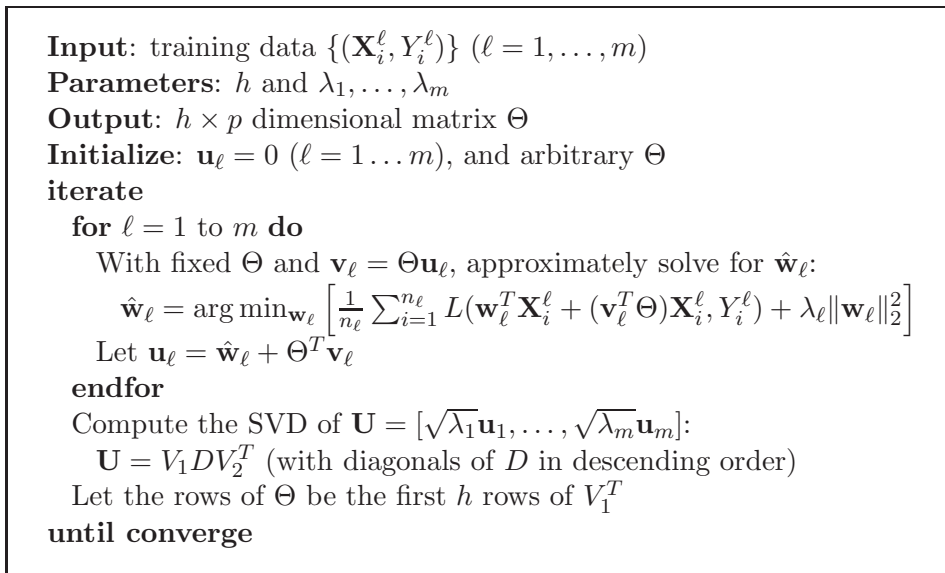 Input: training data {(X_i^ℓ, Y_i^ℓ)} (ℓ = 1, . . . , m)
Parameters: h and λ_1, . . . , λ_m
Output: h × p dimensional matrix Θ
Initialize: u_ℓ = 0 (ℓ = 1 . . . m), and arbitrary Θ
iterate
for ℓ = 1 to m do
With fixed Θ and v_ℓ = Θu_ℓ, approximately solve for ŵ_ℓ:
ŵ_ℓ = arg min_{w_ℓ} [ 1/n_ℓ ∑_{i=1}^{n_ℓ} L(w_ℓ^T X_i^ℓ + (v_ℓ^T Θ)X_i^ℓ, Y_i^ℓ) + λ_ℓ‖w_ℓ‖_2^2 ]
Let u_ℓ = ŵ_ℓ + Θ^T v_ℓ
endfor
Compute the SVD of U = [√λ_1 u_1, . . . , √λ_m u_m]:
U = V_1 D V_2^T (with diagonals of D in descending order)
Let the rows of Θ be the first h rows of V_1^T
until converge